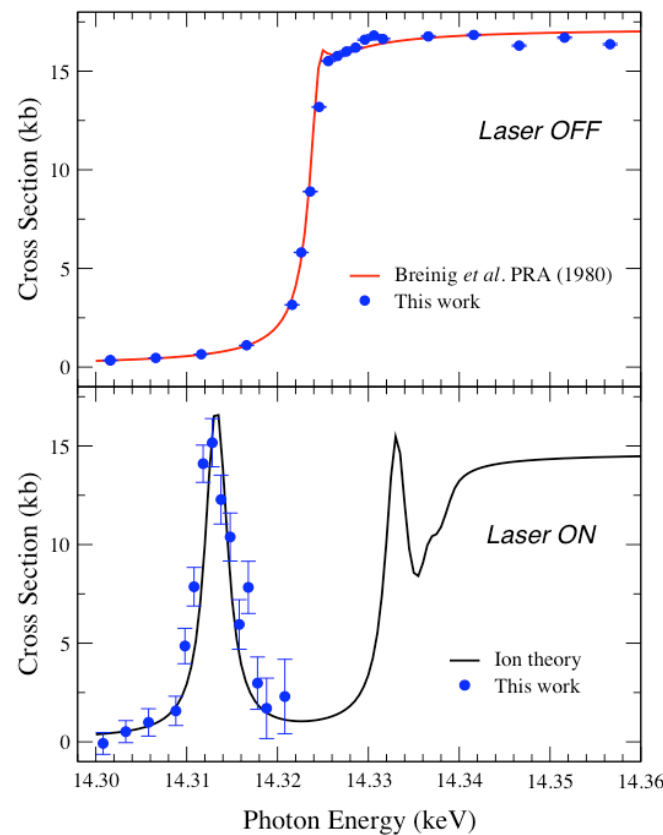 15
10
5
0
Cross Section (kb)
Laser OFF
Breinig et al. PRA (1980)
This work
15
10
5
0
Cross Section (kb)
Laser ON
Ion theory
This work
14.30 14.31 14.32 14.33 14.34 14.35 14.36
Photon Energy (keV)